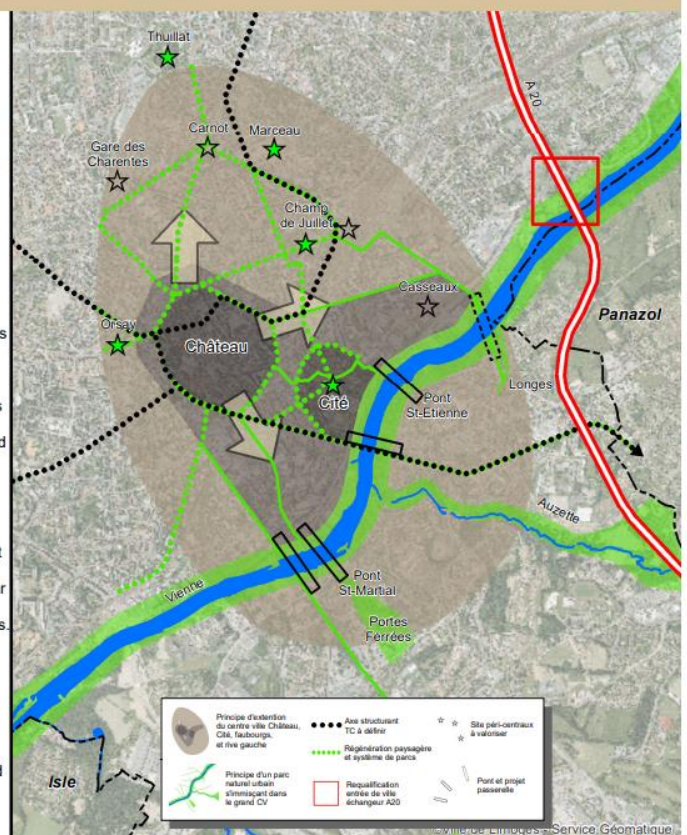 Thuillat
A 20
Carnot
Marceau
Gare des
Charentes
Champ
de Juillet
Casseaux
Panazol
s
Orsay
Château
Longes
Cité
Pont
St-Etienne
s
d
Auzette
t
Pont
St-Martial
r
Vienne
s.
Portes
Ferrées
d
Isle
Principe d'extention
du centre ville Château,
Cité, faubourgs,
et rive gauche
Axe structurant
TC à définir
Site péri-centraux
à valoriser
Régénération paysagère
et système de parcs
Principe d'un parc
naturel urbain
s'immisçant dans
le grand CV
Requalification
entrée de ville
échangeur A20
Pont et projet
passerelle
©Ville de Limoges - Service Géomatique